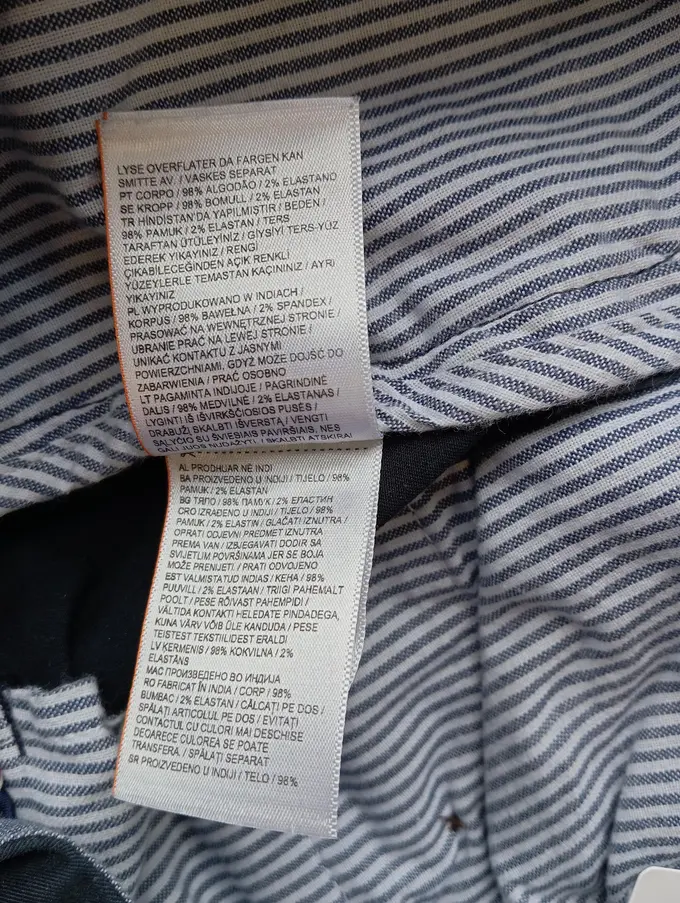 LYSE OVERFLATER DA FARGEN KAN
SMITTE AV / VASKES SEPARAT
PT CORPO / 98% ALGODÃO / 2% ELASTANO
SE KROPP / 98% BOMULL / 2% ELASTAN
TR HİNDİSTAN'DA YAPILMIŞTIR / BEDEN /
98% PAMUK / 2% ELASTAN / TERS
TARAFTAN ÜTÜLEYİNİZ / GİYSİYİ TERS-YÜZ
EDEREK YIKAYINIZ / RENGİ
ÇIKABİLECEĞİNDEN AÇIK RENKLİ
YÜZEYLERLE TEMASTAN KAÇININIZ / AYRI
YIKAYINIZ
PL WYPRODUKOWANO W INDIACH /
KORPUS / 98% BAWEŁNA / 2% SPANDEX /
PRASOWAĆ NA WEWNĘTRZNEJ STRONIE /
UBRANIE PRAĆ NA LEWEJ STRONIE /
UNIKAĆ KONTAKTU Z JASNYMI
POWIERZCHNIAMI, GDYŻ MOŻE DOJŚĆ DO
ZABARWIENIA / PRAĆ OSOBNO
LT PAGAMINTA INDIJOJE / PAGRINDINĖ
DALIS / 98% MEDVILNĖ / 2% ELASTANAS /
LYGINTI IŠ IŠVIRKŠČIOSIOS PUSĖS /
DRABUŽĮ SKALBTI IŠVERSTĄ / VENGTI
SĄLYČIO SU ŠVIESIAIS PAVIRŠIAIS, NES
GALI JUOS NUDAŽYTI / SKALBTI ATSKIRAI
AL PRODHUAR NË INDI
BA PROIZVEDENO U INDIJI / TIJELO / 98%
PAMUK / 2% ELASTAN
BG ТЯЛО / 98% ПАМУК / 2% ЕЛАСТИН
CRO IZRAĐENO U INDIJI / TIJELO / 98%
PAMUK / 2% ELASTIN / GLAČATI IZNUTRA /
OPRATI ODJEVNI PREDMET IZNUTRA
PREMA VAN / IZBJEGAVATI DODIR SA
SVIJETLIM POVRŠINAMA JER SE BOJA
MOŽE PRENIJETI / PRATI ODVOJENO
EST VALMISTATUD INDIAS / KEHA / 98%
PUUVILL / 2% ELASTAAN / TRIIGI PAHEMALT
POOLT / PESE RÕIVAST PAHEMPIDI /
VÄLTIDA KONTAKTI HELEDATE PINDADEGA,
KUNA VÄRV VÕIB ÜLE KANDUDA / PESE
TEISTEST TEKSTIILIDEST ERALDI
LV ĶERMENIS / 98% KOKVILNA / 2%
ELASTĀNS
MAC ПРОИЗВЕДЕНО ВО ИНДИЈА
RO FABRICAT ÎN INDIA / CORP / 98%
BUMBAC / 2% ELASTAN / CĂLCAȚI PE DOS /
SPĂLAȚI ARTICOLUL PE DOS / EVITAȚI
CONTACTUL CU CULORI MAI DESCHISE
DEOARECE CULOREA SE POATE
TRANSFERA. / SPĂLAȚI SEPARAT
SR PROIZVEDENO U INDIJI / TELO / 98%